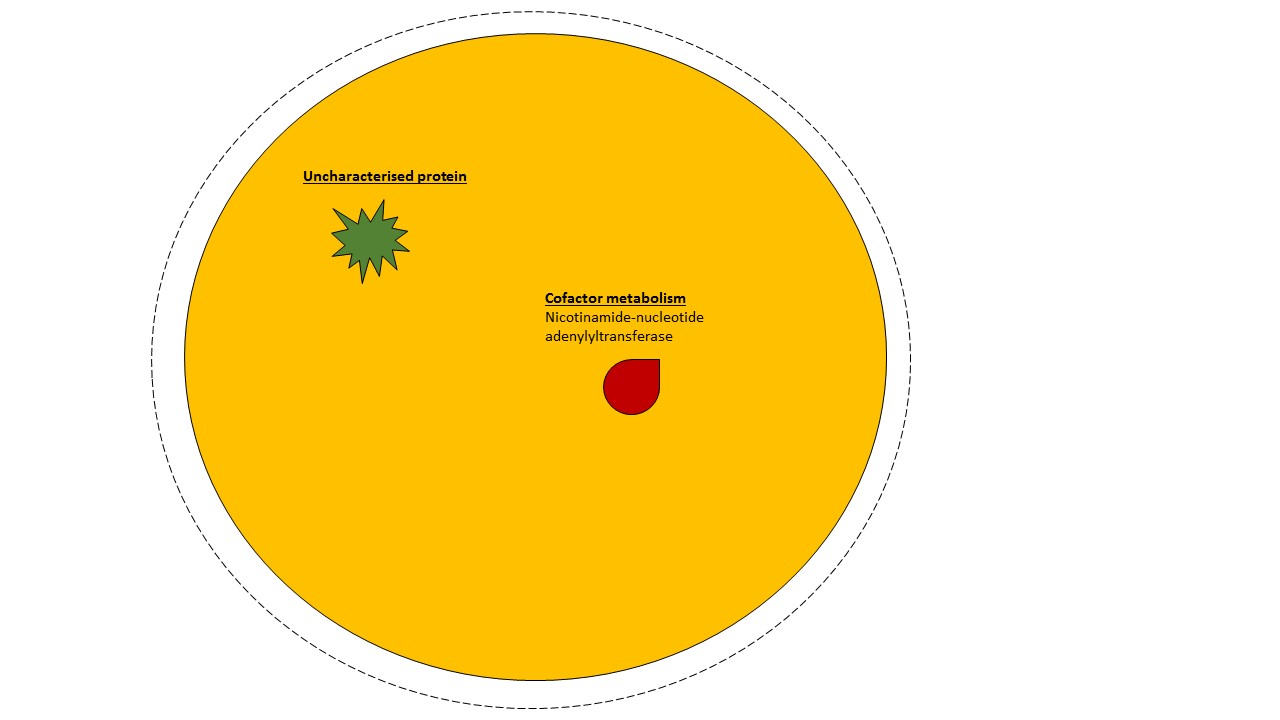 Uncharacterised protein
Cofactor metabolism
Nicotinamide-nucleotide
adenylyltransferase